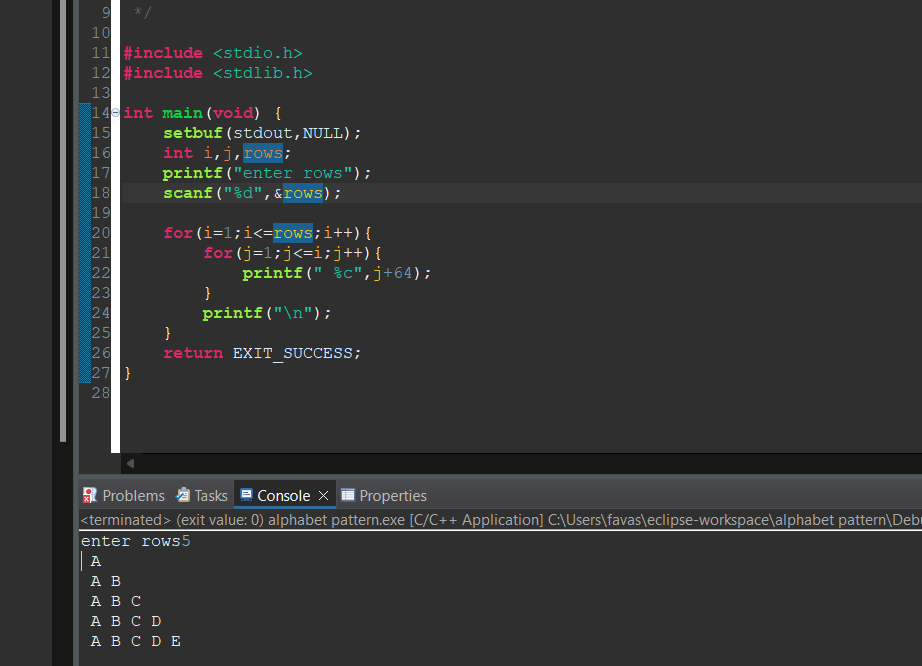 9 */
10
11 #include <stdio.h>
12 #include <stdlib.h>
13
14 int main(void) {
15 setbuf(stdout,NULL);
16 int i,j,rows;
17 printf("enter rows");
18 scanf("%d",&rows);
19
20 for(i=1;i<=rows;i++){
21 for(j=1;j<=i;j++){
22 printf(" %c",j+64);
23 }
24 printf("\n");
25 }
26 return EXIT_SUCCESS;
27 }
28
Problems Tasks Console Properties
<terminated> (exit value: 0) alphabet pattern.exe [C/C++ Application] C:\Users\favas\eclipse-workspace\alphabet pattern\Deb
enter rows5
A
A B
A B C
A B C D
A B C D E